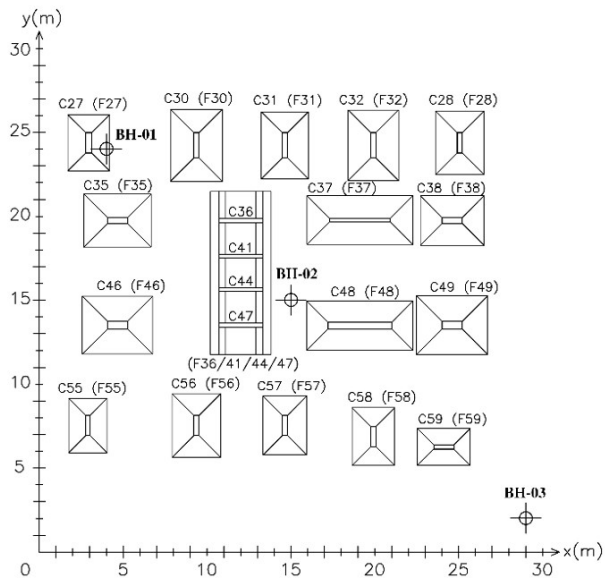 y(m)
30
C27 (F27)
C30 (F30)
C31 (F31)
C32 (F32)
C28 (F28)
25
BH-01
C35 (F35)
C37 (F37)
C38 (F38)
20
C36
C41
BH-02
C46 (F46)
C44
C48 (F48)
C49 (F49)
15
C47
(F36/41/44/47)
10
C55 (F55)
C56 (F56)
C57 (F57)
C58 (F58)
C59 (F59)
5
BH-03
0 5 10 15 20 25 30 x(m)